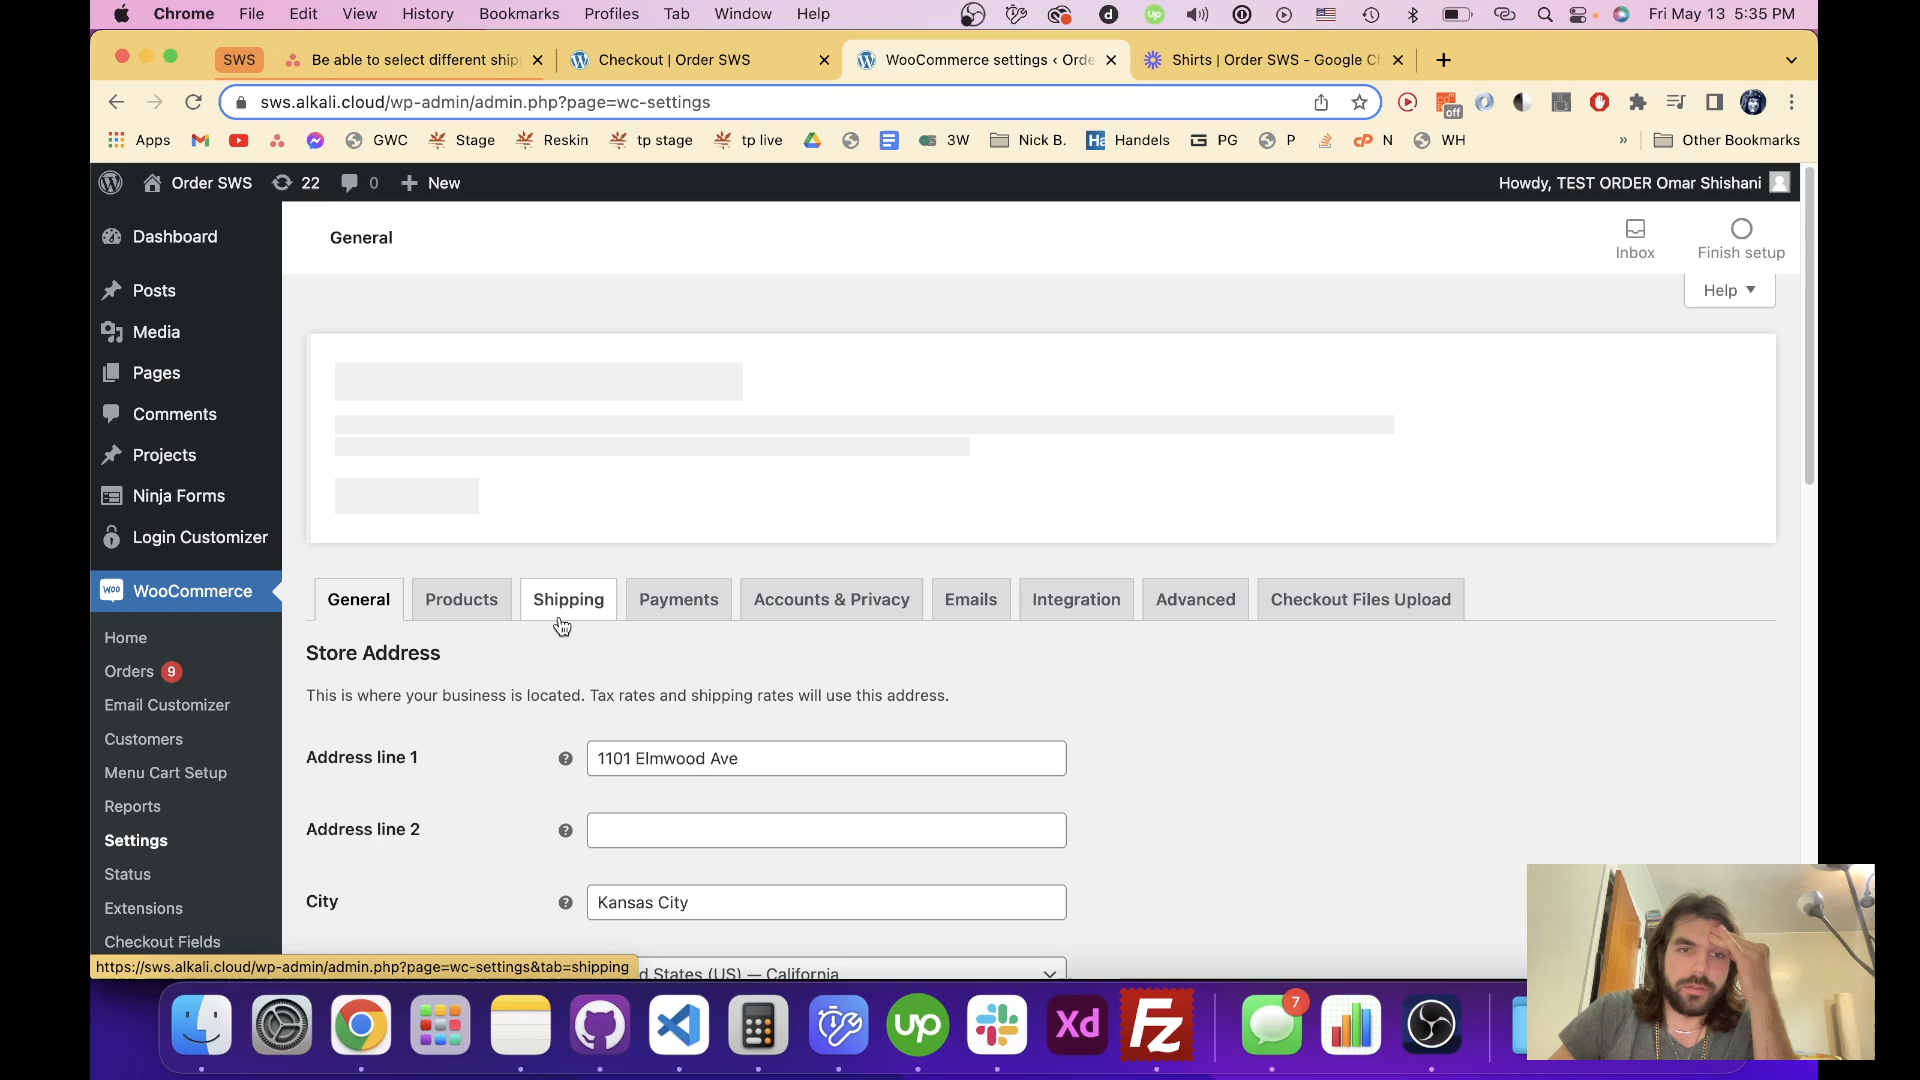 Chrome File Edit View History Bookmarks Profiles Tab Window Help Fri May 13 5:35 PM
SWS Be able to select different ship Checkout | Order SWS WooCommerce settings ‹ Orde Shirts | Order SWS - Google Ch
sws.alkali.cloud/wp-admin/admin.php?page=wc-settings off
Apps GWC Stage Reskin tp stage tp live 3W Nick B. Ha Handels PG P N WH » Other Bookmarks
Order SWS 22 0 New Howdy, TEST ORDER Omar Shishani
Dashboard
Posts
Media
Pages
Comments
Projects
Ninja Forms
Login Customizer
WOO WooCommerce
Home
Orders 9
Email Customizer
Customers
Menu Cart Setup
Reports
Settings
Status
Extensions
Checkout Fields
General
Inbox
Finish setup
Help
General Products Shipping Payments Accounts & Privacy Emails Integration Advanced Checkout Files Upload
Store Address
This is where your business is located. Tax rates and shipping rates will use this address.
Address line 1 ? 1101 Elmwood Ave
Address line 2 ?
City ? Kansas City
d States (US) — California
https://sws.alkali.cloud/wp-admin/admin.php?page=wc-settings&tab=shipping
up Xd Fz 7